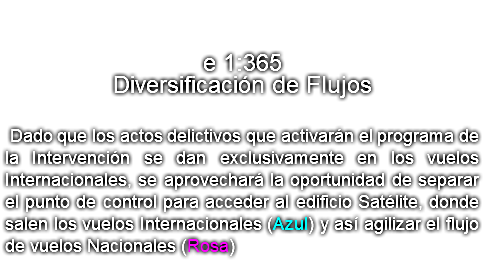 e 1:365
Diversificación de Flujos
Dado que los actos delictivos que activarán el programa de
la Intervención se dan exclusivamente en los vuelos
Internacionales, se aprovechará la oportunidad de separar
el punto de control para acceder al edificio Satélite, donde
salen los vuelos Internacionales (Azul) y así agilizar el flujo
de vuelos Nacionales (Rosa)